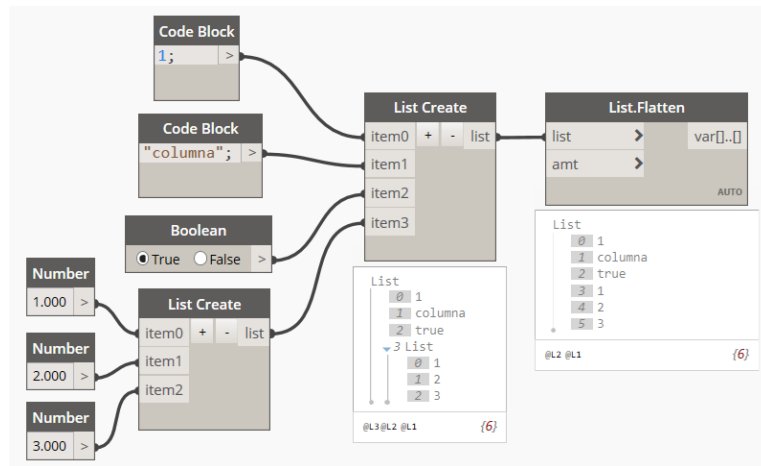 Code Block
1; >
Code Block
"columna"; >
Boolean
True False >
Number
1.000 >
Number
2.000 >
Number
3.000 >
List Create
item0 + - list
item1
item2
List Create
item0 + - list
item1
item2
item3
List
0 1
1 columna
2 true
3 List
0 1
1 2
2 3
@L3 @L2 @L1 {6}
List.Flatten
list > var[]..[]
amt >
AUTO
List
0 1
1 columna
2 true
3 1
4 2
5 3
@L2 @L1 {6}